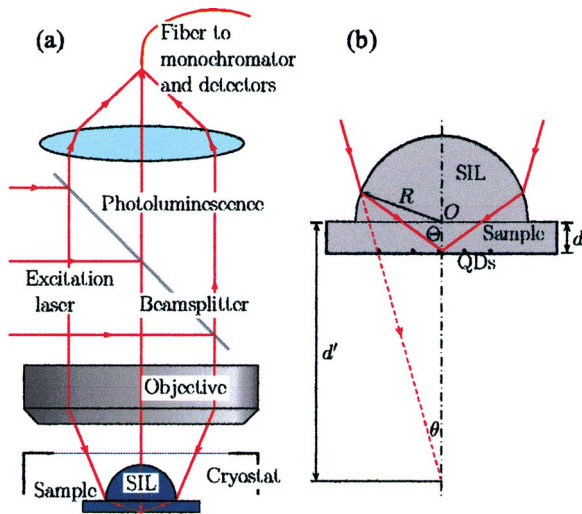 (a)
Fiber to
monochromator
and detectors
Photoluminescence
Excitation
laser
Beamsplitter
Objective
Cryostat
SIL
Sample
(b)
SIL
R
O
Θ
Sample
d
QDs
d'
θ